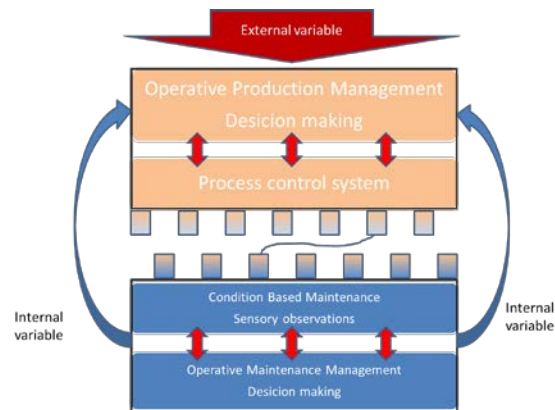 External variable
Operative Production Management
Desicion making
Process control system
Condition Based Maintenance
Sensory observations
Internal
variable
Internal
variable
Operative Maintenance Management
Desicion making